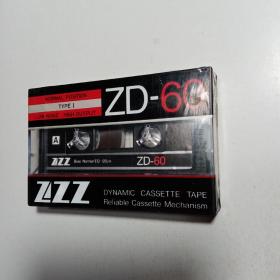 NORMAL POSITION
TYPE I
LOW NOISE HIGH OUTPUT
ZD-60
A
ZZZ
Bias: Normal EQ: 120µs
ZD-60
ZZZ
DYNAMIC CASSETTE TAPE
Reliable Cassette Mechanism